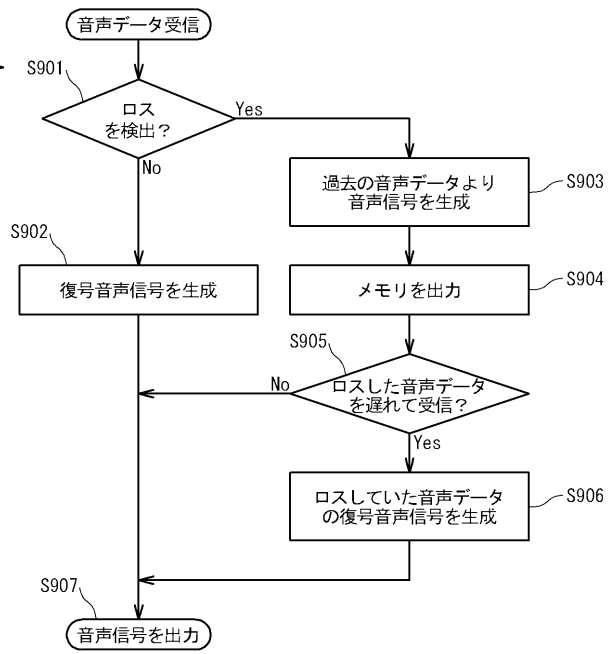 音声データ受信
S901
ロス
を検出？
Yes
No
過去の音声データより
音声信号を生成
S903
S902
復号音声信号を生成
メモリを出力
S904
S905
ロスした音声データ
を遅れて受信？
No
Yes
ロスしていた音声データ
の復号音声信号を生成
S906
S907
音声信号を出力